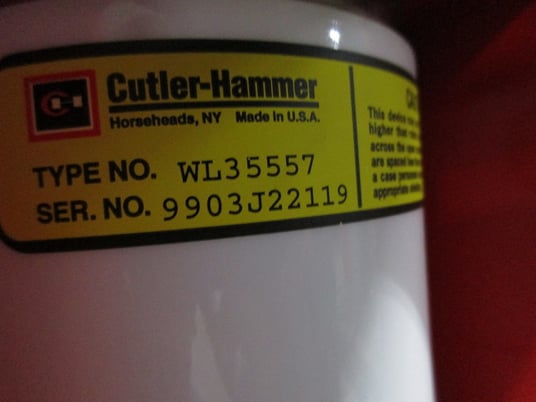 Cutler-Hammer
Horseheads, NY Made in U.S.A.
TYPE NO. WL35557
SER. NO. 9903J22119
CA
This device
higher than
across the
are spaced
a case
appropriate